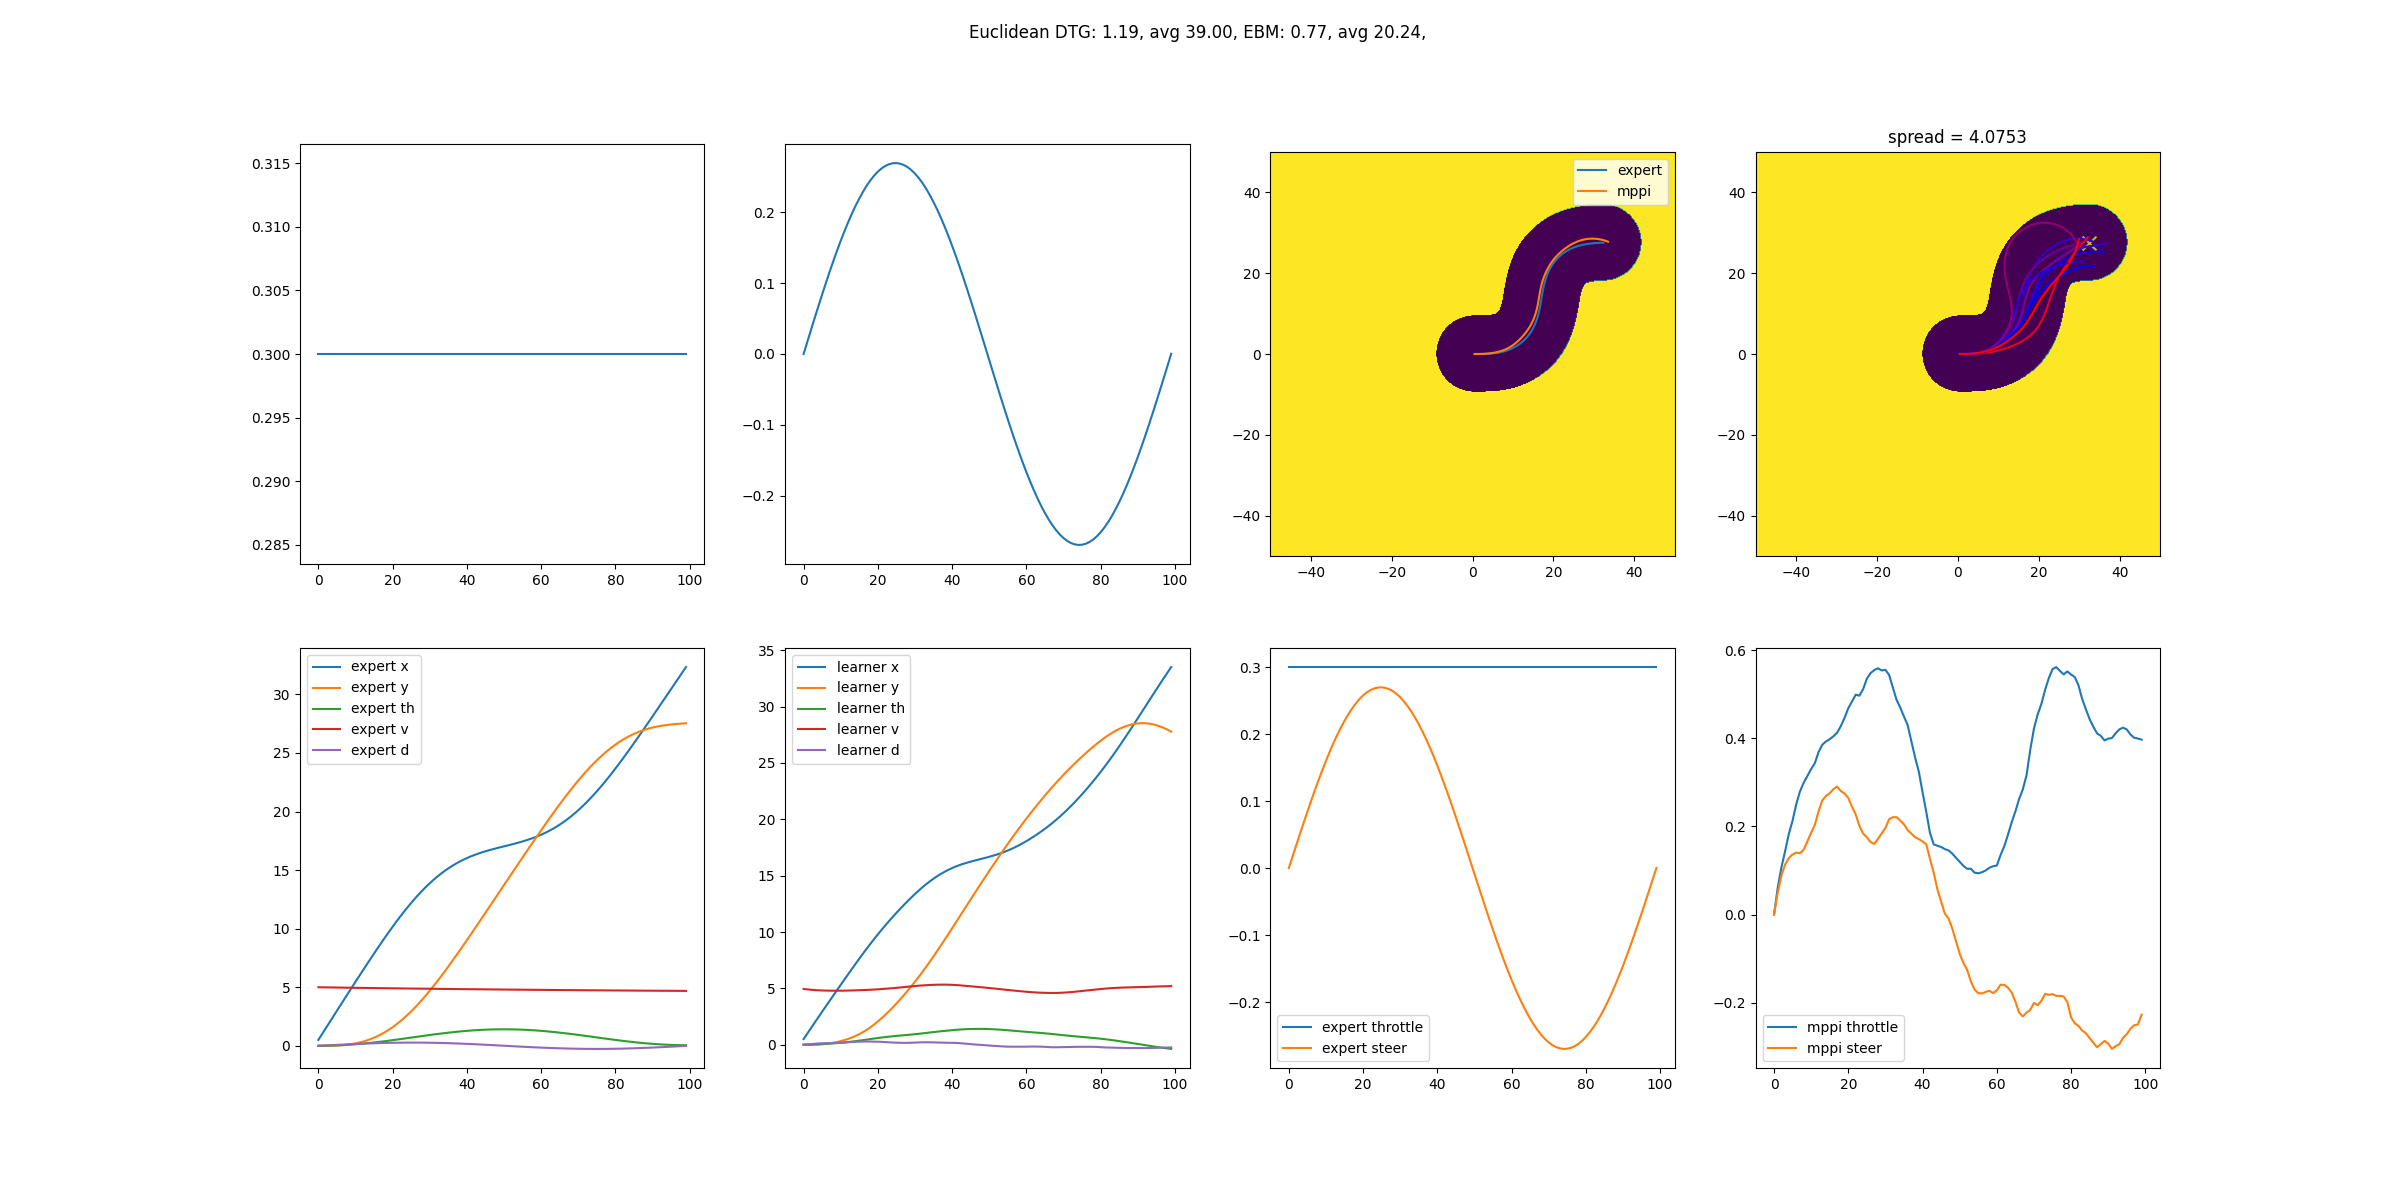 Euclidean DTG: 1.19, avg 39.00, EBM: 0.77, avg 20.24,
0.315
0.310
0.305
0.300
0.295
0.290
0.285
0 20 40 60 80 100
0.2
0.1
0.0
−0.1
−0.2
0 20 40 60 80 100
expert
mppi
40
20
0
−20
−40
−40 −20 0 20 40
spread = 4.0753
40
20
0
−20
−40
−40 −20 0 20 40
expert x
expert y
expert th
expert v
expert d
30
25
20
15
10
5
0
0 20 40 60 80 100
learner x
learner y
learner th
learner v
learner d
35
30
25
20
15
10
5
0
0 20 40 60 80 100
0.3
0.2
0.1
0.0
−0.1
−0.2
expert throttle
expert steer
0 20 40 60 80 100
0.6
0.4
0.2
0.0
−0.2
mppi throttle
mppi steer
0 20 40 60 80 100